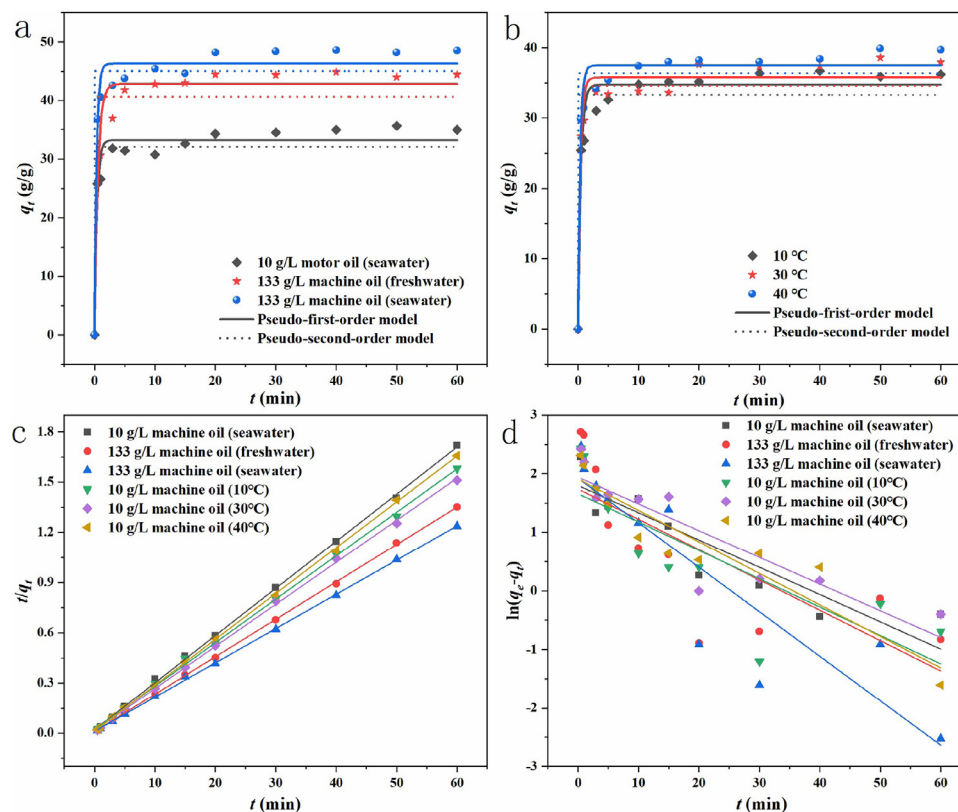 a
50
40
30
20
10
0
q_t (g/g)
10 g/L motor oil (seawater)
133 g/L machine oil (freshwater)
133 g/L machine oil (seawater)
Pseudo-first-order model
Pseudo-second-order model
0 10 20 30 40 50 60
t (min)
b
40
30
20
10
0
q_t (g/g)
10 ℃
30 ℃
40 ℃
Pseudo-frist-order model
Pseudo-second-order model
0 10 20 30 40 50 60
t (min)
c
1.8
1.5
1.2
0.9
0.6
0.3
0.0
t/q_t
10 g/L machine oil (seawater)
133 g/L machine oil (freshwater)
133 g/L machine oil (seawater)
10 g/L machine oil (10℃)
10 g/L machine oil (30℃)
10 g/L machine oil (40℃)
0 10 20 30 40 50 60
t (min)
d
3
2
1
0
-1
-2
-3
ln(q_e-q_t)
10 g/L machine oil (seawater)
133 g/L machine oil (freshwater)
133 g/L machine oil (seawater)
10 g/L machine oil (10℃)
10 g/L machine oil (30℃)
10 g/L machine oil (40℃)
0 10 20 30 40 50 60
t (min)